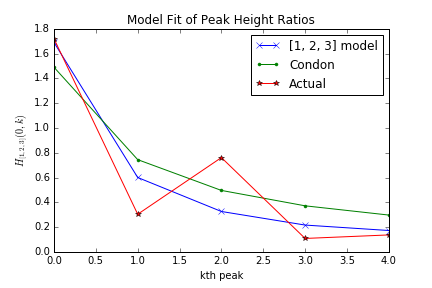 Model Fit of Peak Height Ratios
1.8
1.6
1.4
1.2
1.0
0.8
0.6
0.4
0.2
0.0
H[1,2,3](0,k)
[1, 2, 3] model
Condon
Actual
0.0 0.5 1.0 1.5 2.0 2.5 3.0 3.5 4.0
kth peak